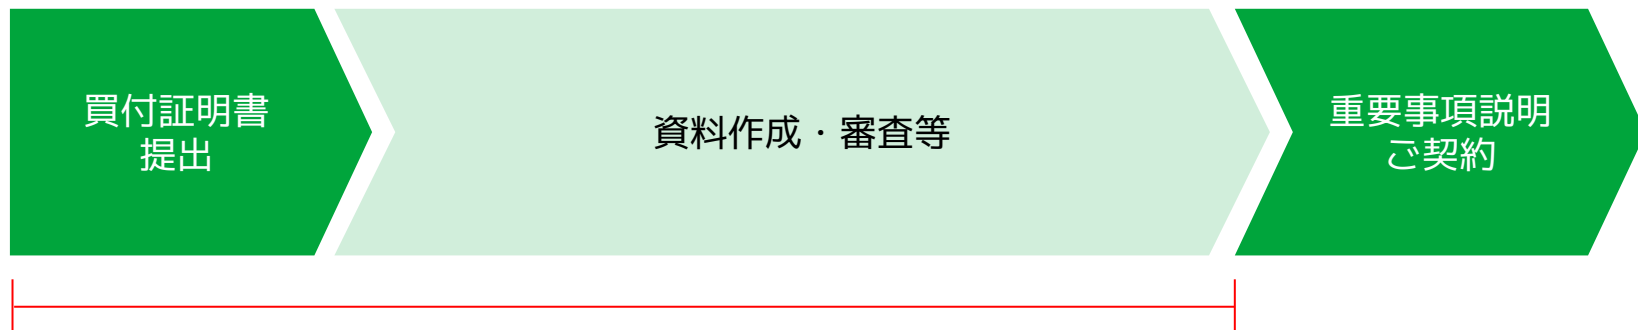 買付証明書
提出
資料作成・審査等
重要事項説明
ご契約